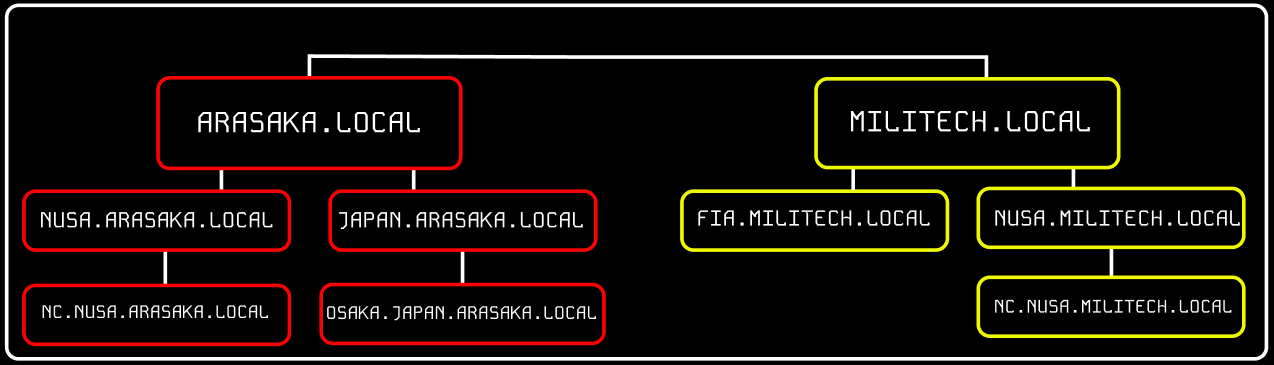 ARASAKA.LOCAL
MILITECH.LOCAL
NUSA.ARASAKA.LOCAL
JAPAN.ARASAKA.LOCAL
FIA.MILITECH.LOCAL
NUSA.MILITECH.LOCAL
NC.NUSA.ARASAKA.LOCAL
OSAKA.JAPAN.ARASAKA.LOCAL
NC.NUSA.MILITECH.LOCAL